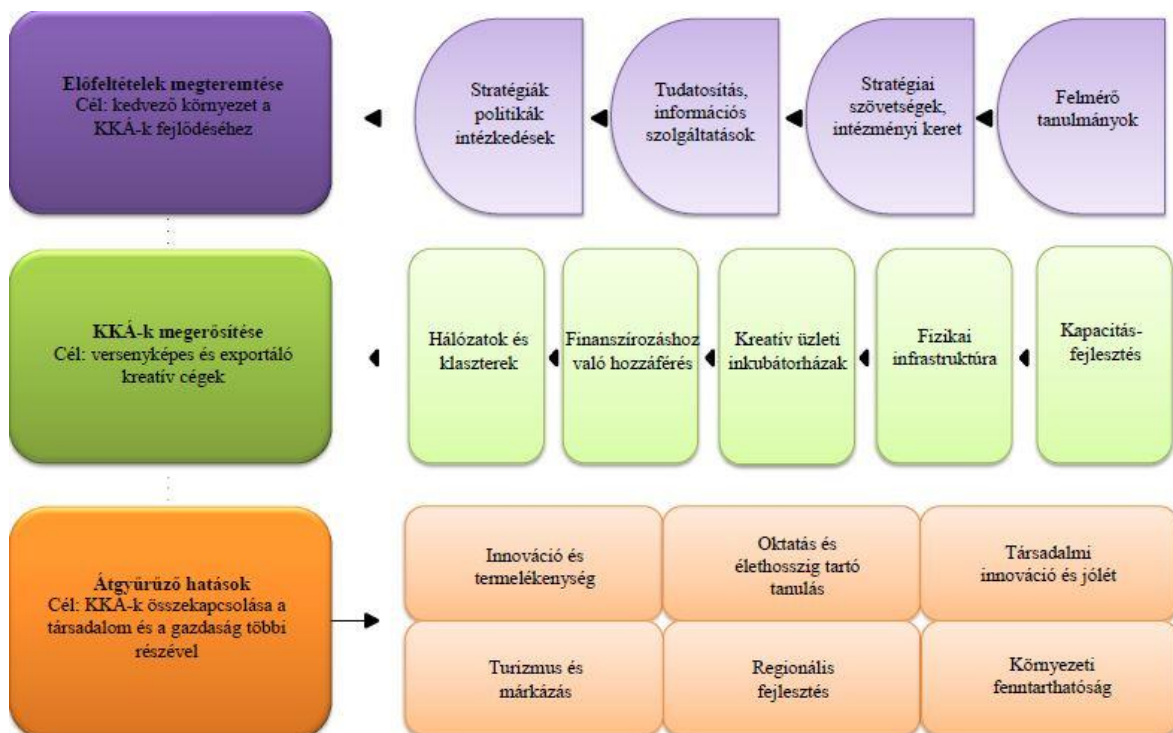 Előfeltételek megteremtése
Cél: kedvező környezet a
KKÁ-k fejlődéséhez
Stratégiák
politikák
intézkedések
Tudatosítás,
információs
szolgáltatások
Stratégiai
szövetségek,
intézményi keret
Felmérő
tanulmányok
KKÁ-k megerősítése
Cél: versenyképes és exportáló
kreatív cégek
Hálózatok és
klaszterek
Finanszírozáshoz
való hozzáférés
Kreatív üzleti
inkubátorházak
Fizikai
infrastruktúra
Kapacitás-
fejlesztés
Átgyűrűző hatások
Cél: KKÁ-k összekapcsolása a
társadalom és a gazdaság többi
részével
Innováció és
termelékenység
Oktatás és
élethosszig tartó
tanulás
Társadalmi
innováció és jólét
Turizmus és
márkázás
Regionális
fejlesztés
Környezeti
fenntarthatóság